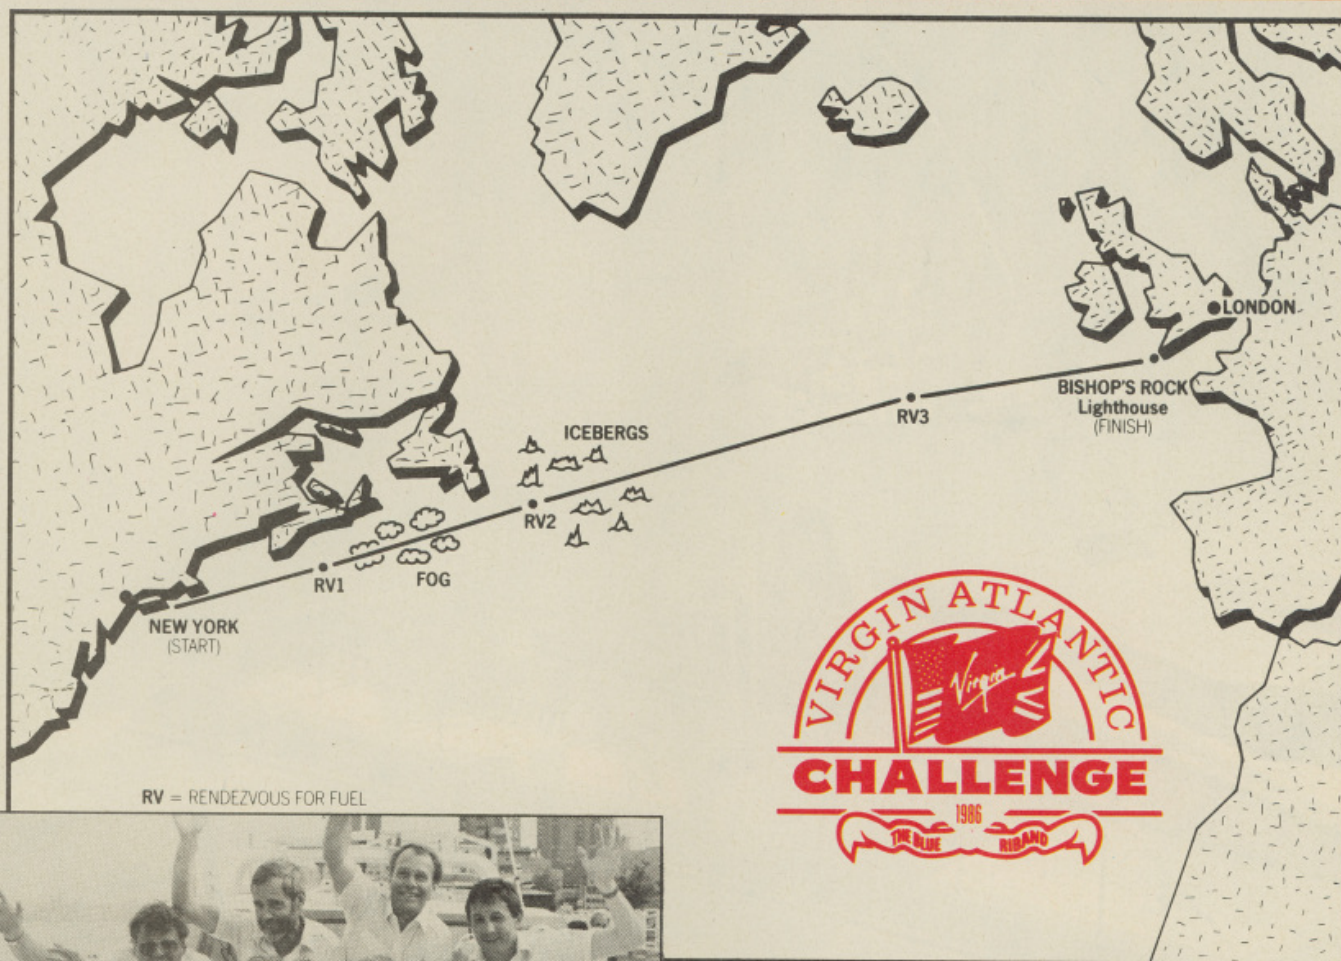 LONDON
BISHOP'S ROCK
Lighthouse
(FINISH)
RV3
ICEBERGS
RV2
FOG
RV1
NEW YORK
(START)
VIRGIN ATLANTIC
Virgin
CHALLENGE
1986
THE BLUE RIBAND
RV = RENDEZVOUS FOR FUEL